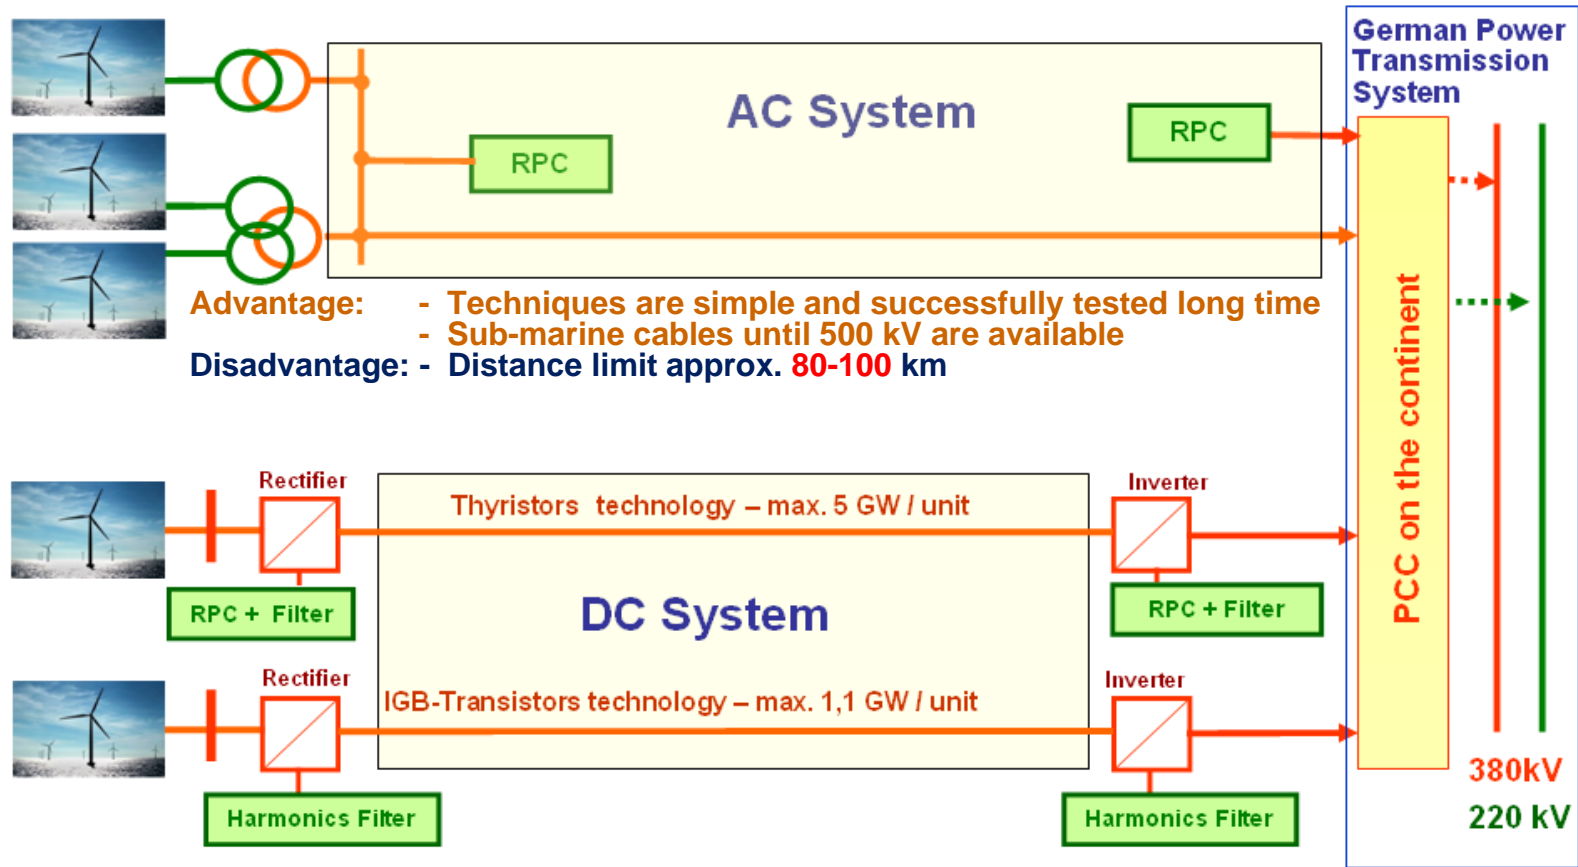 German Power
Transmission
System
AC System
RPC
RPC
Advantage: - Techniques are simple and successfully tested long time
- Sub-marine cables until 500 kV are available
Disadvantage: - Distance limit approx. 80-100 km
PCC on the continent
Rectifier
Thyristors technology – max. 5 GW / unit
Inverter
RPC + Filter
DC System
RPC + Filter
Rectifier
IGB-Transistors technology – max. 1,1 GW / unit
Inverter
Harmonics Filter
Harmonics Filter
380kV
220 kV